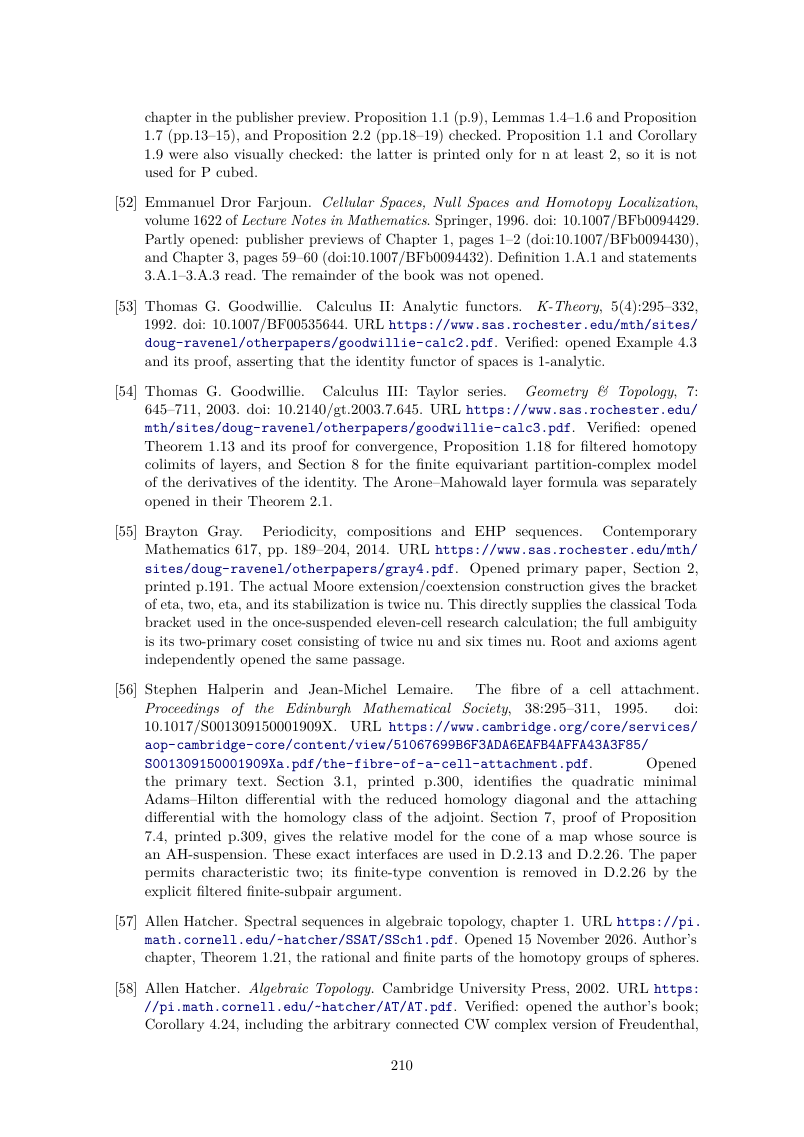 chapter in the publisher preview. Proposition 1.1 (p.9), Lemmas 1.4–1.6 and Proposition
1.7 (pp.13–15), and Proposition 2.2 (pp.18–19) checked. Proposition 1.1 and Corollary
1.9 were also visually checked: the latter is printed only for n at least 2, so it is not
used for P cubed.
[52] Emmanuel Dror Farjoun. Cellular Spaces, Null Spaces and Homotopy Localization,
volume 1622 of Lecture Notes in Mathematics. Springer, 1996. doi: 10.1007/BFb0094429.
Partly opened: publisher previews of Chapter 1, pages 1–2 (doi:10.1007/BFb0094430),
and Chapter 3, pages 59–60 (doi:10.1007/BFb0094432). Definition 1.A.1 and statements
3.A.1–3.A.3 read. The remainder of the book was not opened.
[53] Thomas G. Goodwillie. Calculus II: Analytic functors. K-Theory, 5(4):295–332,
1992. doi: 10.1007/BF00535644. URL https://www.sas.rochester.edu/mth/sites/
doug-ravenel/otherpapers/goodwillie-calc2.pdf. Verified: opened Example 4.3
and its proof, asserting that the identity functor of spaces is 1-analytic.
[54] Thomas G. Goodwillie. Calculus III: Taylor series. Geometry & Topology, 7:
645–711, 2003. doi: 10.2140/gt.2003.7.645. URL https://www.sas.rochester.edu/
mth/sites/doug-ravenel/otherpapers/goodwillie-calc3.pdf. Verified: opened
Theorem 1.13 and its proof for convergence, Proposition 1.18 for filtered homotopy
colimits of layers, and Section 8 for the finite equivariant partition-complex model
of the derivatives of the identity. The Arone–Mahowald layer formula was separately
opened in their Theorem 2.1.
[55] Brayton Gray. Periodicity, compositions and EHP sequences. Contemporary
Mathematics 617, pp. 189–204, 2014. URL https://www.sas.rochester.edu/mth/
sites/doug-ravenel/otherpapers/gray4.pdf. Opened primary paper, Section 2,
printed p.191. The actual Moore extension/coextension construction gives the bracket
of eta, two, eta, and its stabilization is twice nu. This directly supplies the classical Toda
bracket used in the once-suspended eleven-cell research calculation; the full ambiguity
is its two-primary coset consisting of twice nu and six times nu. Root and axioms agent
independently opened the same passage.
[56] Stephen Halperin and Jean-Michel Lemaire. The fibre of a cell attachment.
Proceedings of the Edinburgh Mathematical Society, 38:295–311, 1995. doi:
10.1017/S001309150001909X. URL https://www.cambridge.org/core/services/
aop-cambridge-core/content/view/51067699B6F3ADA6EAFB4AFFA43A3F85/
S001309150001909Xa.pdf/the-fibre-of-a-cell-attachment.pdf. Opened
the primary text. Section 3.1, printed p.300, identifies the quadratic minimal
Adams–Hilton differential with the reduced homology diagonal and the attaching
differential with the homology class of the adjoint. Section 7, proof of Proposition
7.4, printed p.309, gives the relative model for the cone of a map whose source is
an AH-suspension. These exact interfaces are used in D.2.13 and D.2.26. The paper
permits characteristic two; its finite-type convention is removed in D.2.26 by the
explicit filtered finite-subpair argument.
[57] Allen Hatcher. Spectral sequences in algebraic topology, chapter 1. URL https://pi.
math.cornell.edu/~hatcher/SSAT/SSch1.pdf. Opened 15 November 2026. Author's
chapter, Theorem 1.21, the rational and finite parts of the homotopy groups of spheres.
[58] Allen Hatcher. Algebraic Topology. Cambridge University Press, 2002. URL https:
//pi.math.cornell.edu/~hatcher/AT/AT.pdf. Verified: opened the author's book;
Corollary 4.24, including the arbitrary connected CW complex version of Freudenthal,
210